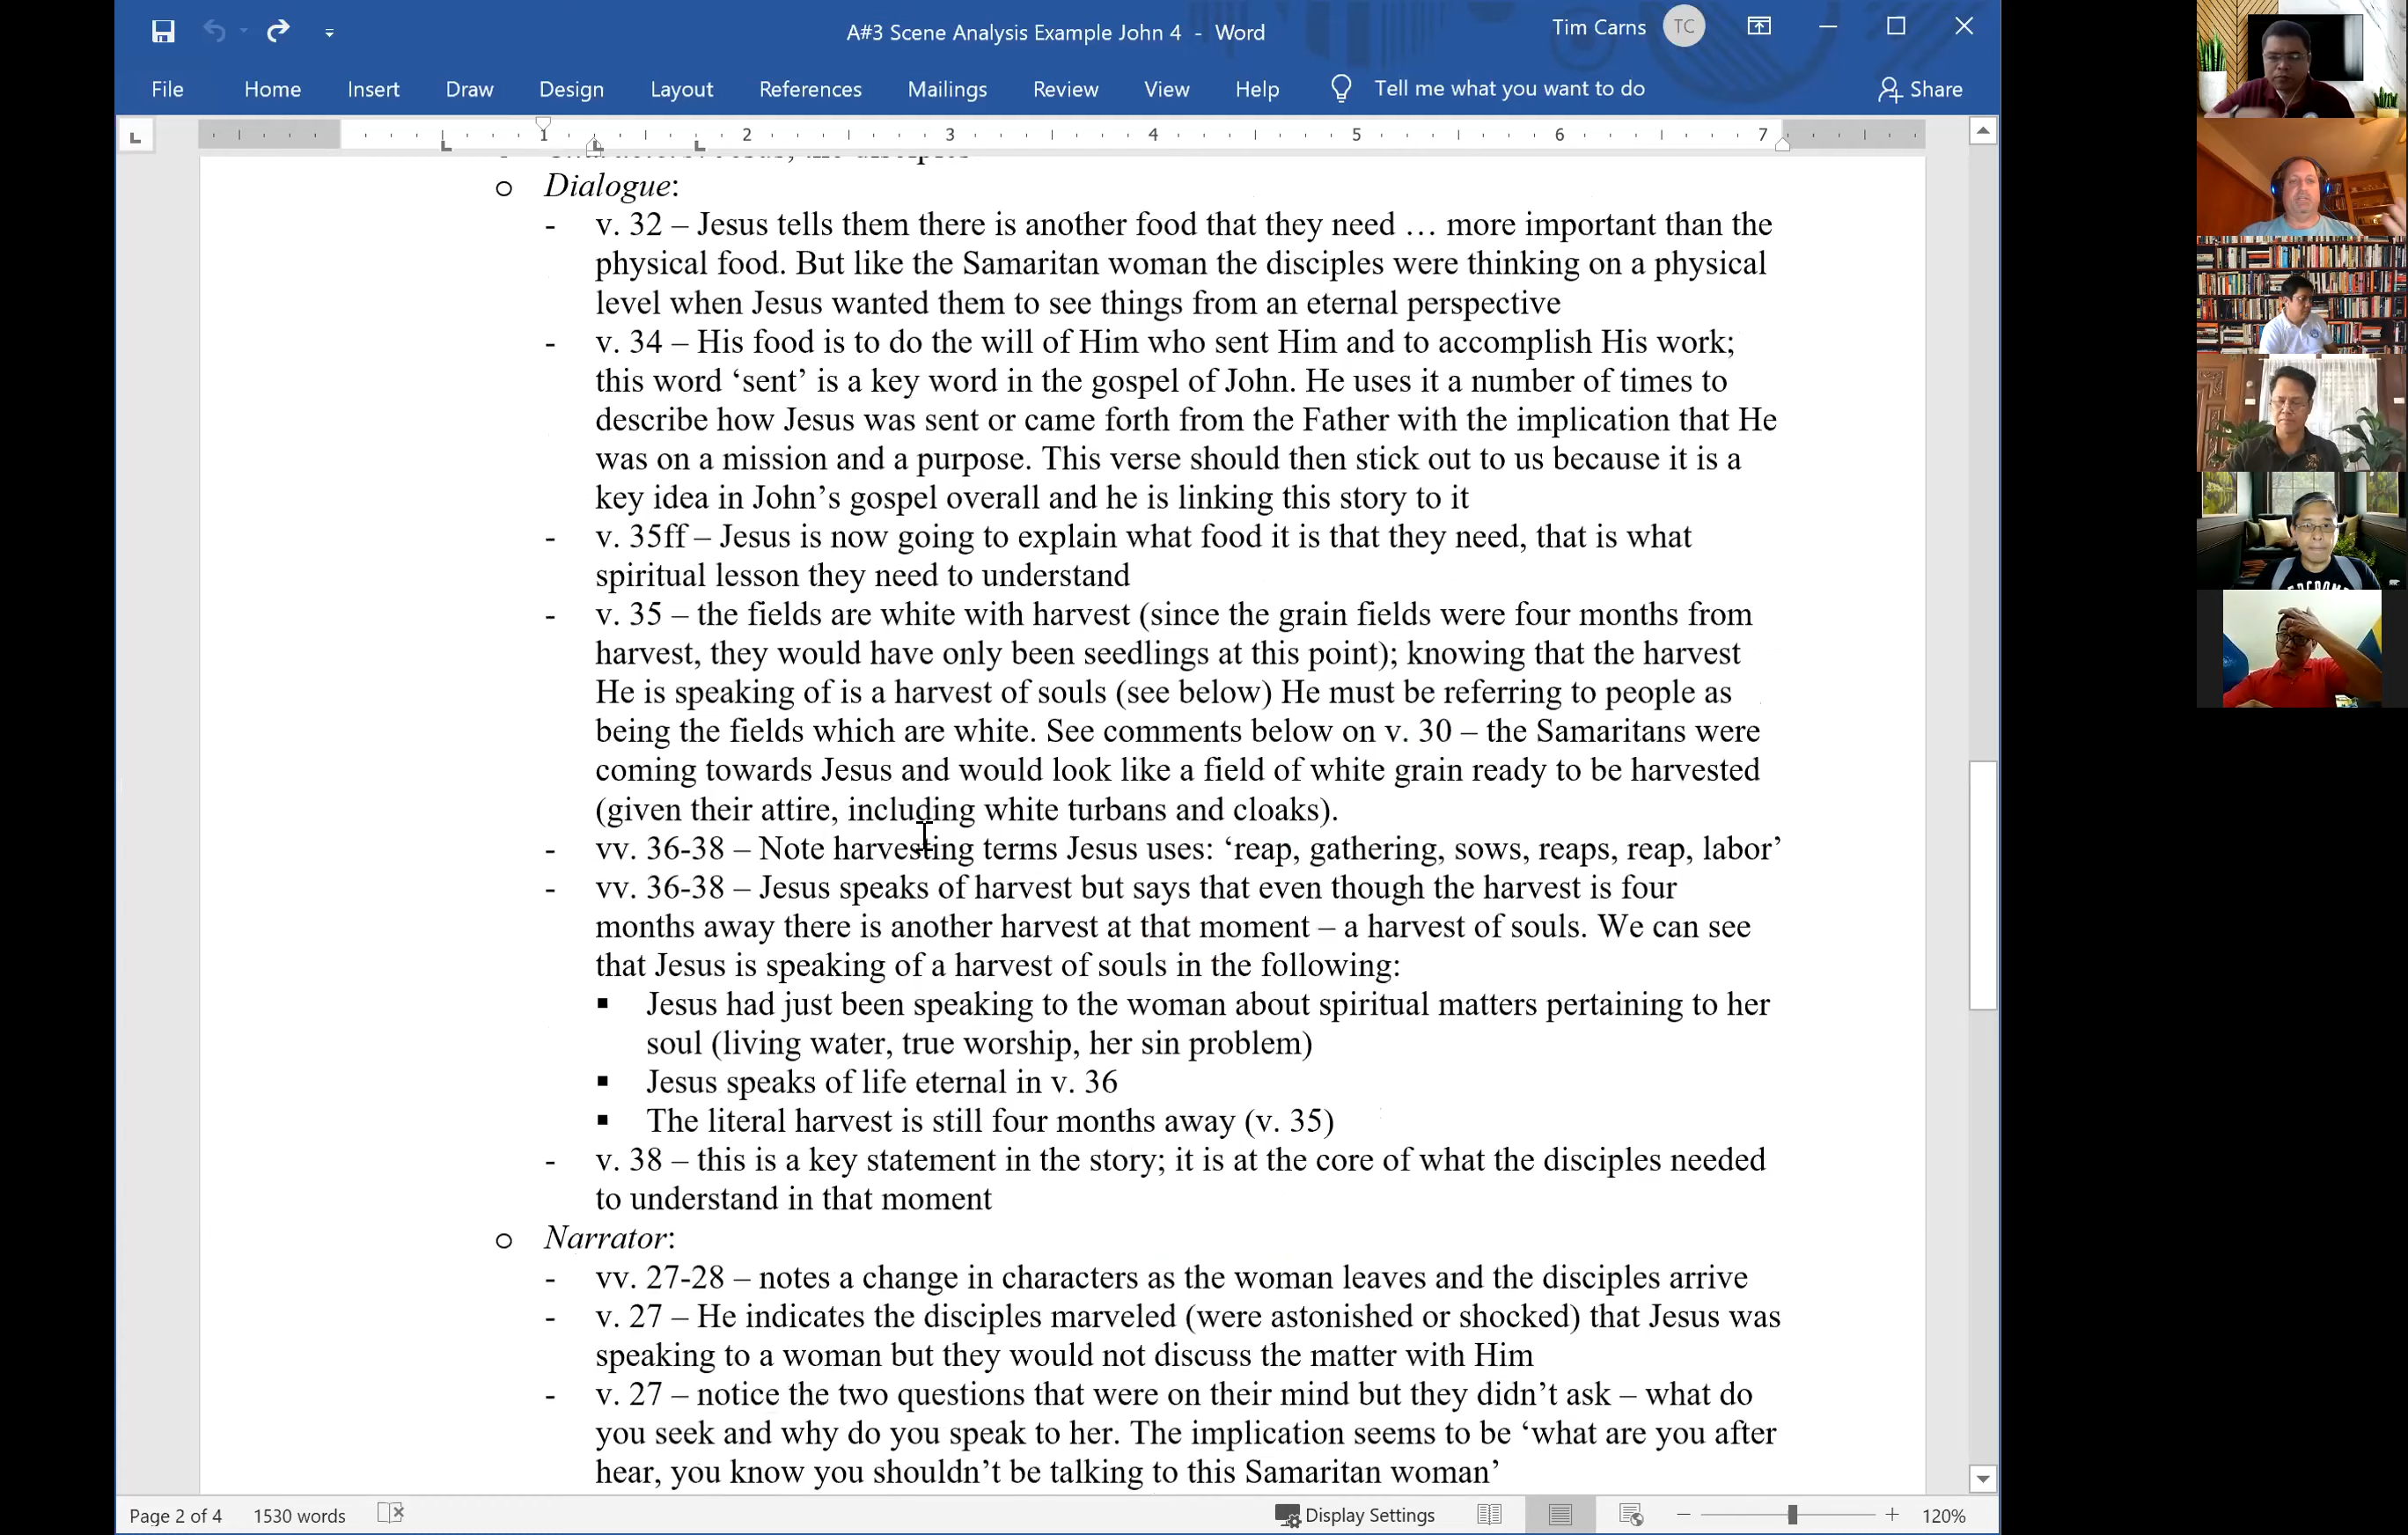 A#3 Scene Analysis Example John 4 - Word
Tim Carns
TC
File Home Insert Draw Design Layout References Mailings Review View Help Tell me what you want to do Share
1 2 3 4 5 6 7
o Dialogue:
- v. 32 – Jesus tells them there is another food that they need … more important than the
physical food. But like the Samaritan woman the disciples were thinking on a physical
level when Jesus wanted them to see things from an eternal perspective
- v. 34 – His food is to do the will of Him who sent Him and to accomplish His work;
this word ‘sent’ is a key word in the gospel of John. He uses it a number of times to
describe how Jesus was sent or came forth from the Father with the implication that He
was on a mission and a purpose. This verse should then stick out to us because it is a
key idea in John’s gospel overall and he is linking this story to it
- v. 35ff – Jesus is now going to explain what food it is that they need, that is what
spiritual lesson they need to understand
- v. 35 – the fields are white with harvest (since the grain fields were four months from
harvest, they would have only been seedlings at this point); knowing that the harvest
He is speaking of is a harvest of souls (see below) He must be referring to people as
being the fields which are white. See comments below on v. 30 – the Samaritans were
coming towards Jesus and would look like a field of white grain ready to be harvested
(given their attire, including white turbans and cloaks).
- vv. 36-38 – Note harvesting terms Jesus uses: ‘reap, gathering, sows, reaps, reap, labor’
- vv. 36-38 – Jesus speaks of harvest but says that even though the harvest is four
months away there is another harvest at that moment – a harvest of souls. We can see
that Jesus is speaking of a harvest of souls in the following:
▪ Jesus had just been speaking to the woman about spiritual matters pertaining to her
soul (living water, true worship, her sin problem)
▪ Jesus speaks of life eternal in v. 36
▪ The literal harvest is still four months away (v. 35)
- v. 38 – this is a key statement in the story; it is at the core of what the disciples needed
to understand in that moment
o Narrator:
- vv. 27-28 – notes a change in characters as the woman leaves and the disciples arrive
- v. 27 – He indicates the disciples marveled (were astonished or shocked) that Jesus was
speaking to a woman but they would not discuss the matter with Him
- v. 27 – notice the two questions that were on their mind but they didn’t ask – what do
you seek and why do you speak to her. The implication seems to be ‘what are you after
hear, you know you shouldn’t be talking to this Samaritan woman’
Page 2 of 4 1530 words Display Settings 120%